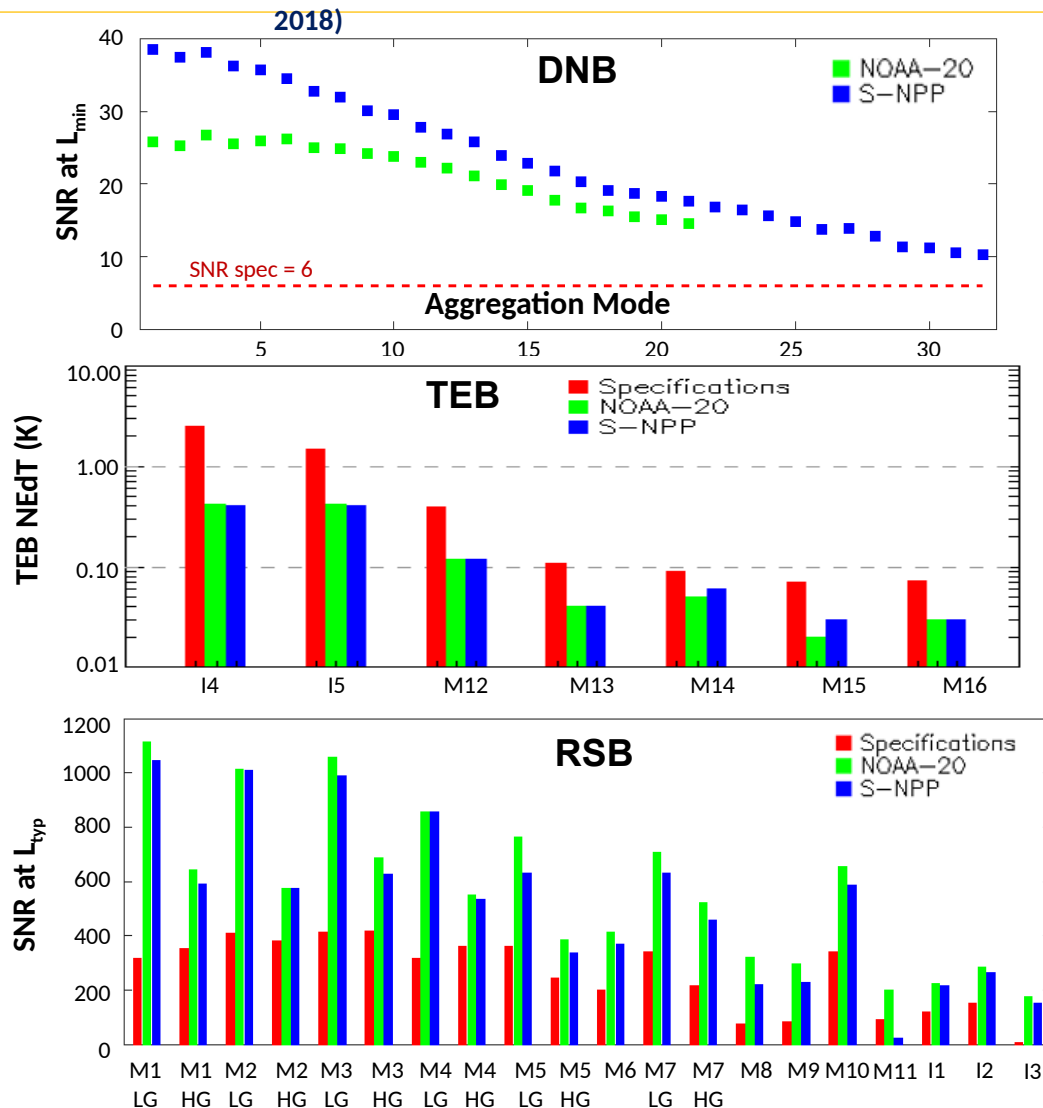 2018)
40
30
20
10
0
SNR at Lmin
DNB
NOAA-20
S-NPP
SNR spec = 6
Aggregation Mode
5 10 15 20 25 30
10.00
1.00
0.10
0.01
TEB NEdT (K)
TEB
Specifications
NOAA-20
S-NPP
I4 I5 M12 M13 M14 M15 M16
1200
1000
800
600
400
200
0
SNR at Ltyp
RSB
Specifications
NOAA-20
S-NPP
M1 M1 M2 M2 M3 M3 M4 M4 M5 M5 M6 M7 M7 M8 M9 M10 M11 I1 I2 I3
LG HG LG HG LG HG LG HG LG HG LG HG